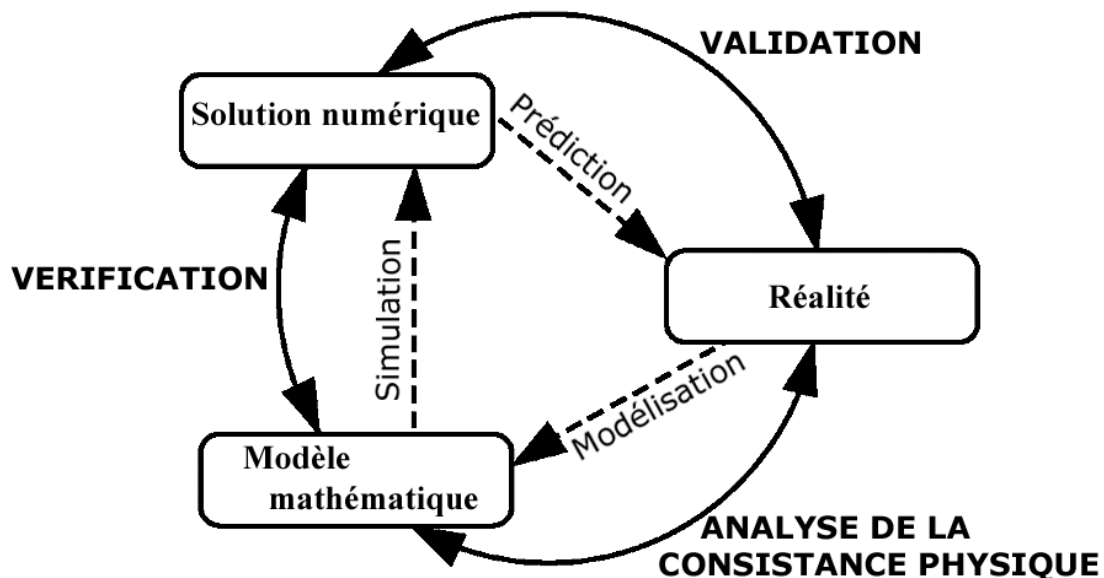 VALIDATION
Solution numérique
Prédiction
VERIFICATION
Simulation
Réalité
Modélisation
Modèle
mathématique
ANALYSE DE LA
CONSISTANCE PHYSIQUE